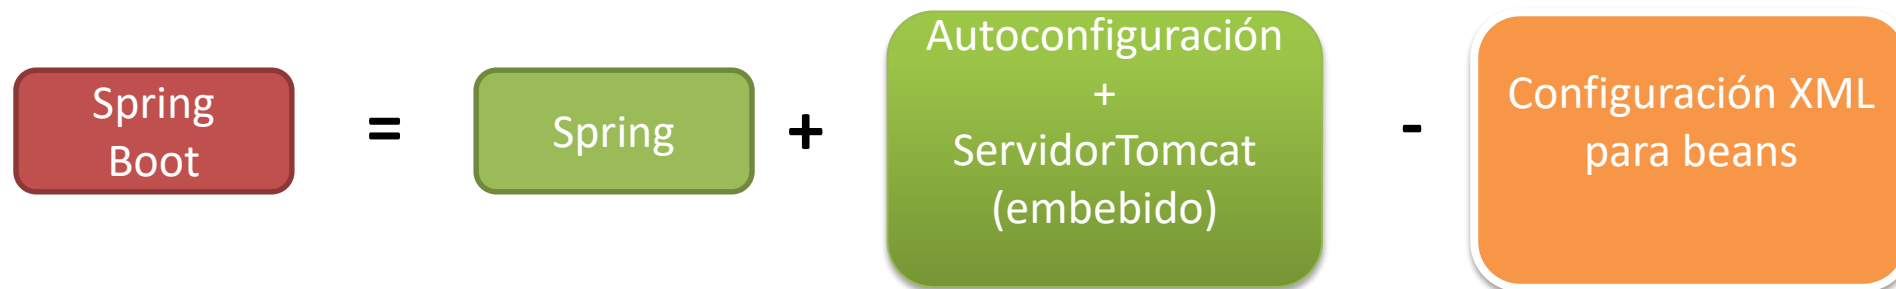 Spring
Boot
=
Spring
+
Autoconfiguración
+
ServidorTomcat
(embebido)
-
Configuración XML
para beans